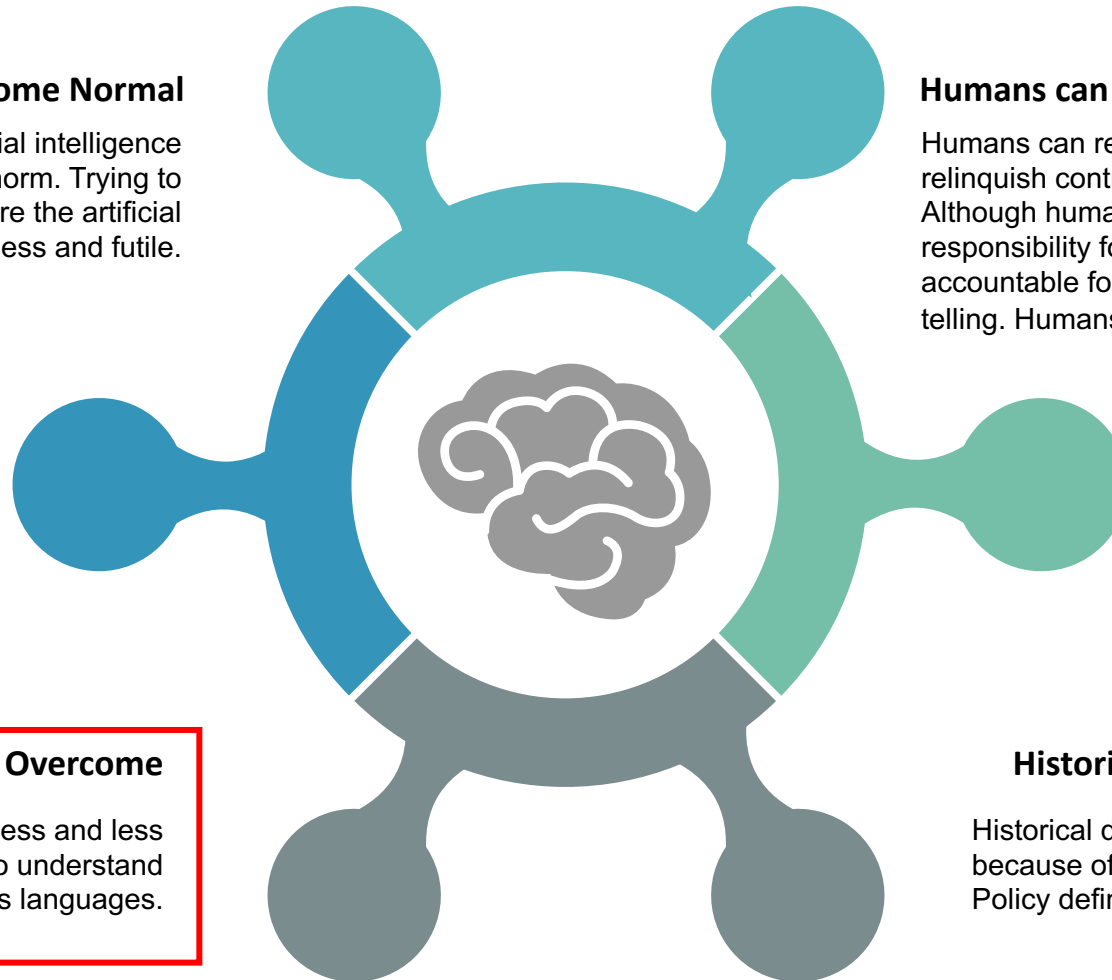 ome Normal
ial intelligence
norm. Trying to
re the artificial
ess and futile.
Humans can
Humans can re
relinquish cont
Although huma
responsibility fo
accountable fo
telling. Humans
Overcome
ess and less
o understand
s languages.
Histori
Historical d
because of
Policy defin